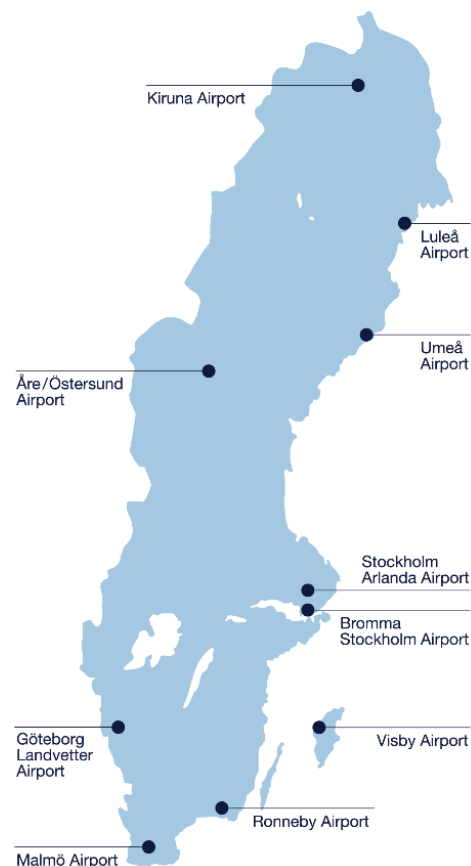 Kiruna Airport
Luleå
Airport
Umeå
Airport
Åre/Östersund
Airport
Stockholm
Arlanda Airport
Bromma
Stockholm Airport
Göteborg
Landvetter
Airport
Visby Airport
Ronneby Airport
Malmö Airport